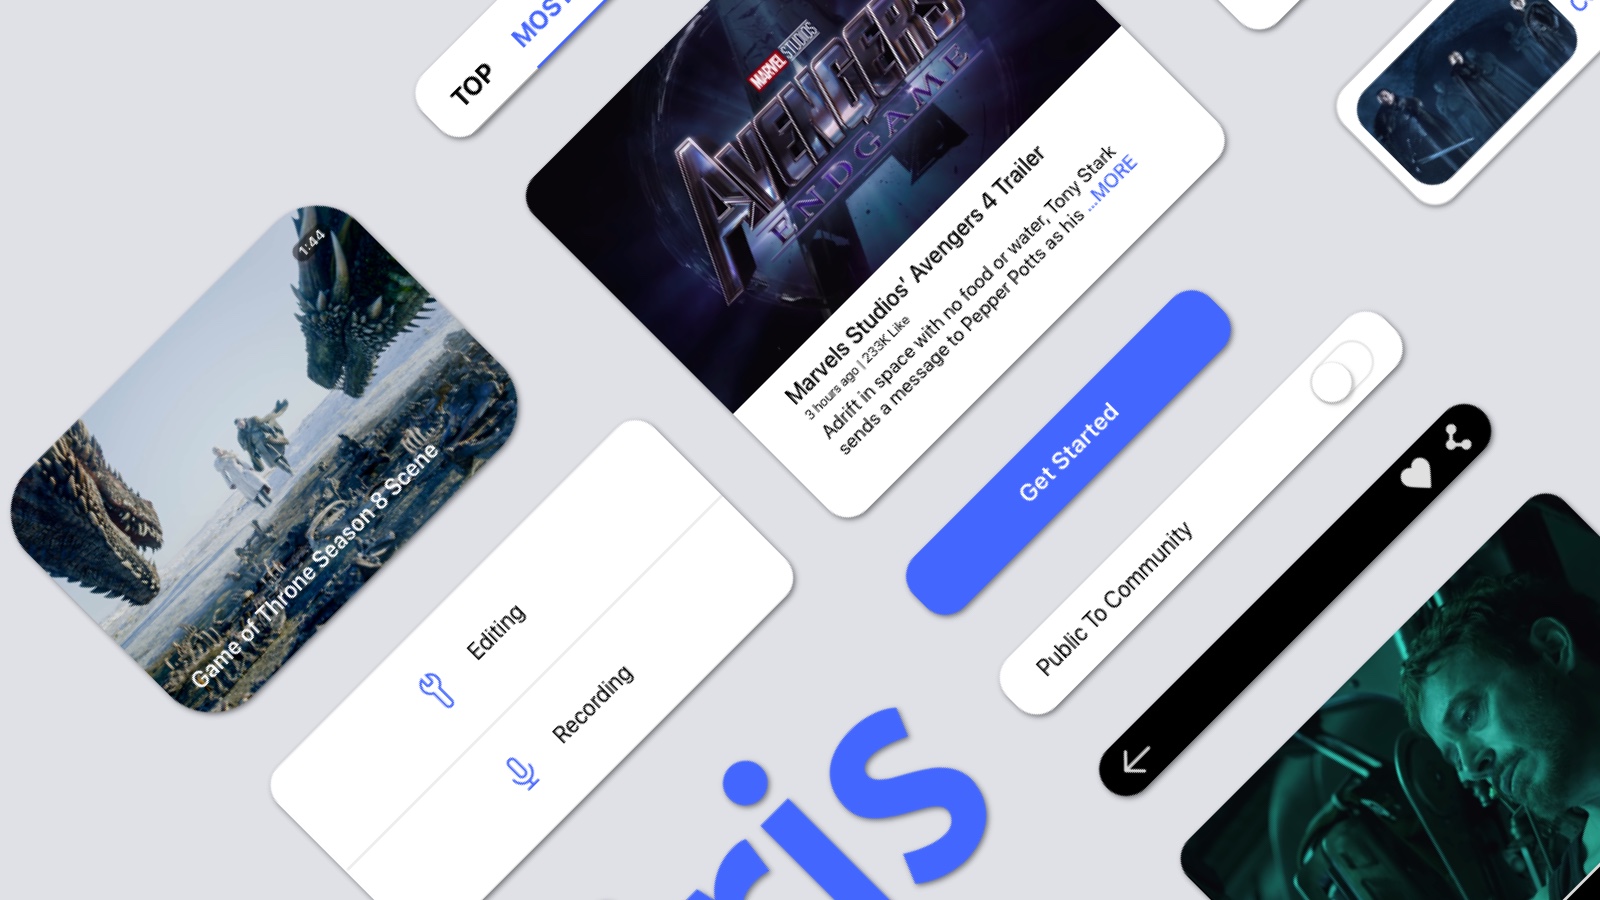 TOP
MARVEL STUDIOS
AVENGERS
ENDGAME
Marvels Studios' Avengers 4 Trailer
3 hours ago | 233K Like
Adrift in space with no food or water, Tony Stark
sends a message to Pepper Potts as his ...MORE
1:44
Game of Throne Season 8 Scene
Editing
Recording
Get Started
Public To Community
ris